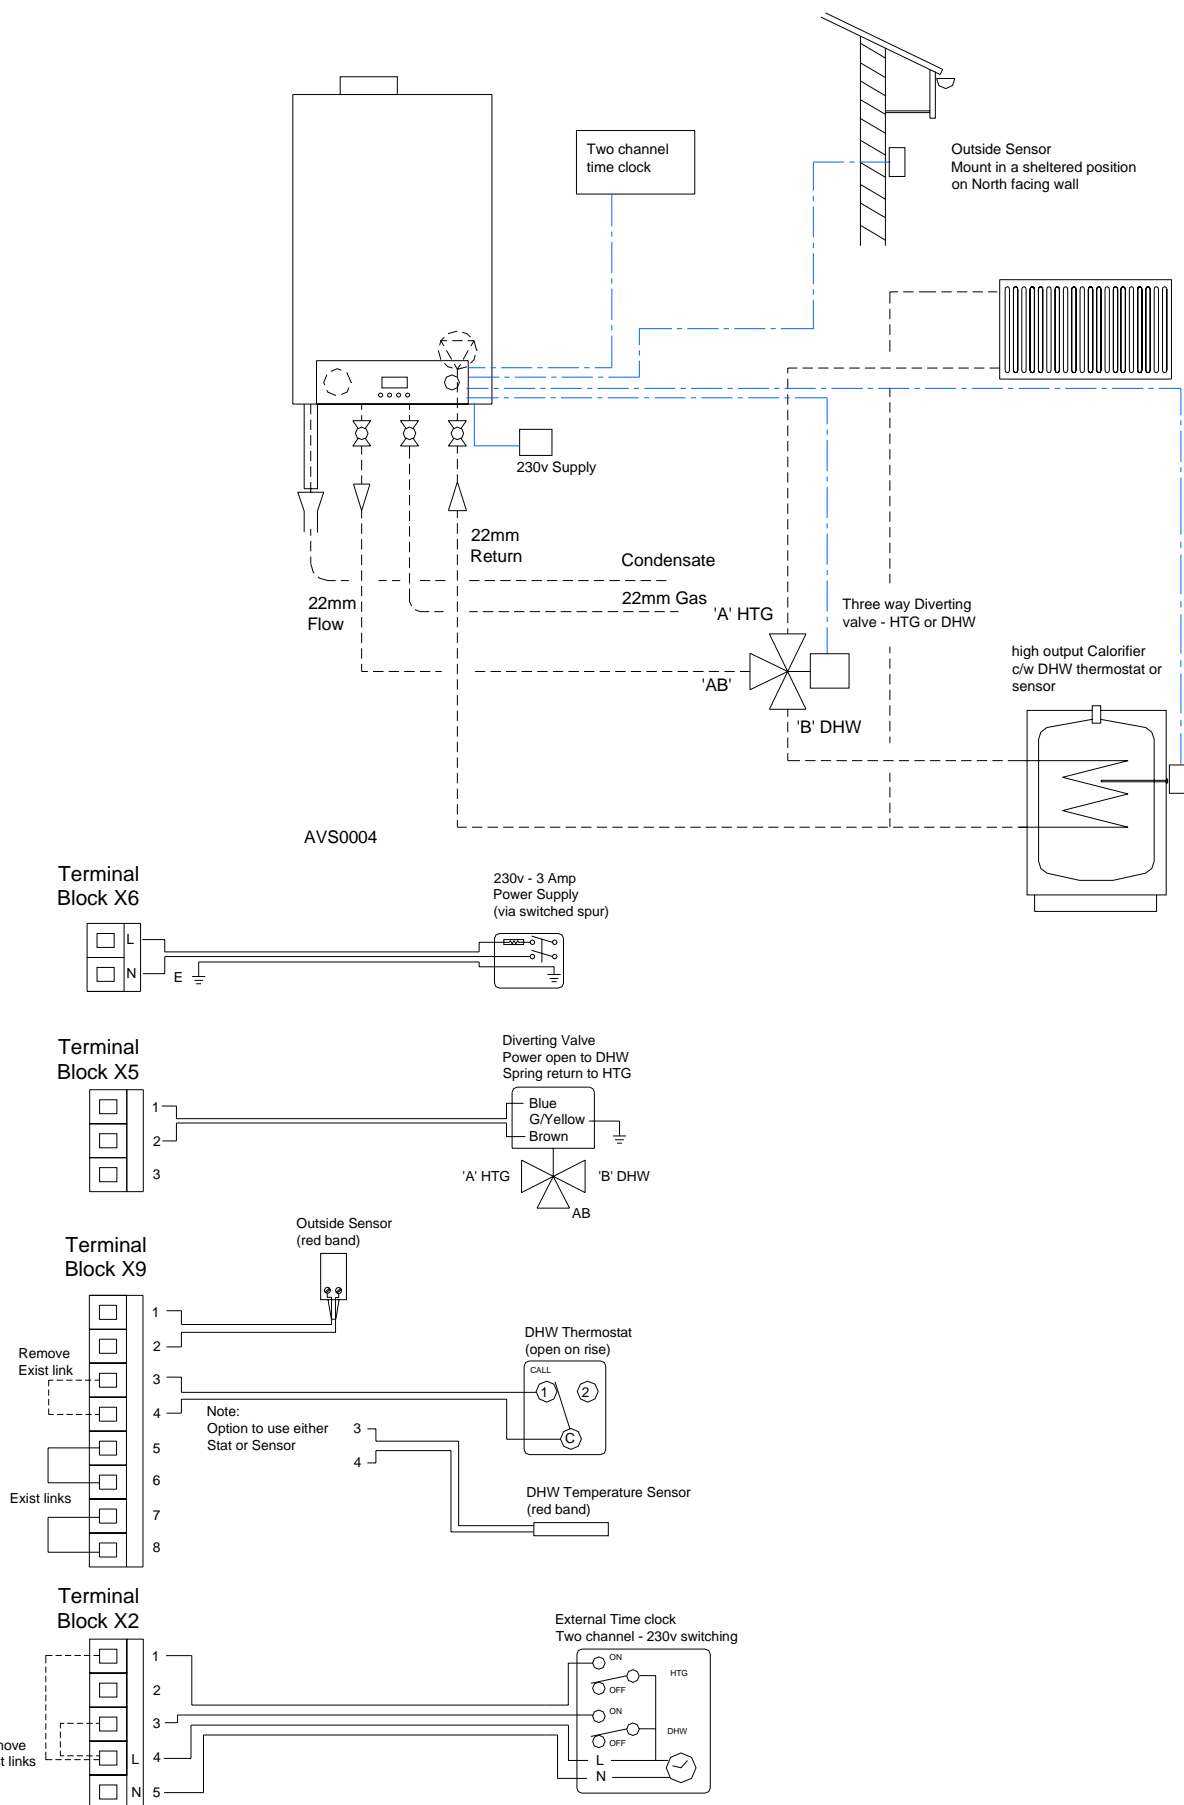 Two channel
time clock
Outside Sensor
Mount in a sheltered position
on North facing wall
230v Supply
22mm
Return
Condensate
22mm
Flow
22mm Gas
'A' HTG
Three way Diverting
valve - HTG or DHW
'AB'
'B' DHW
high output Calorifier
c/w DHW thermostat or
sensor
AVS0004
Terminal
Block X6
L
N
E
230v - 3 Amp
Power Supply
(via switched spur)
Terminal
Block X5
1
2
3
Diverting Valve
Power open to DHW
Spring return to HTG
Blue
G/Yellow
Brown
'A' HTG
'B' DHW
AB
Terminal
Block X9
Outside Sensor
(red band)
1
2
3
4
5
6
7
8
Remove
Exist link
Exist links
Note:
Option to use either
Stat or Sensor
3
4
DHW Thermostat
(open on rise)
CALL
1
2
C
DHW Temperature Sensor
(red band)
Terminal
Block X2
1
2
3
L 4
N 5
nove
t links
External Time clock
Two channel - 230v switching
ON
HTG
OFF
ON
DHW
OFF
L
N